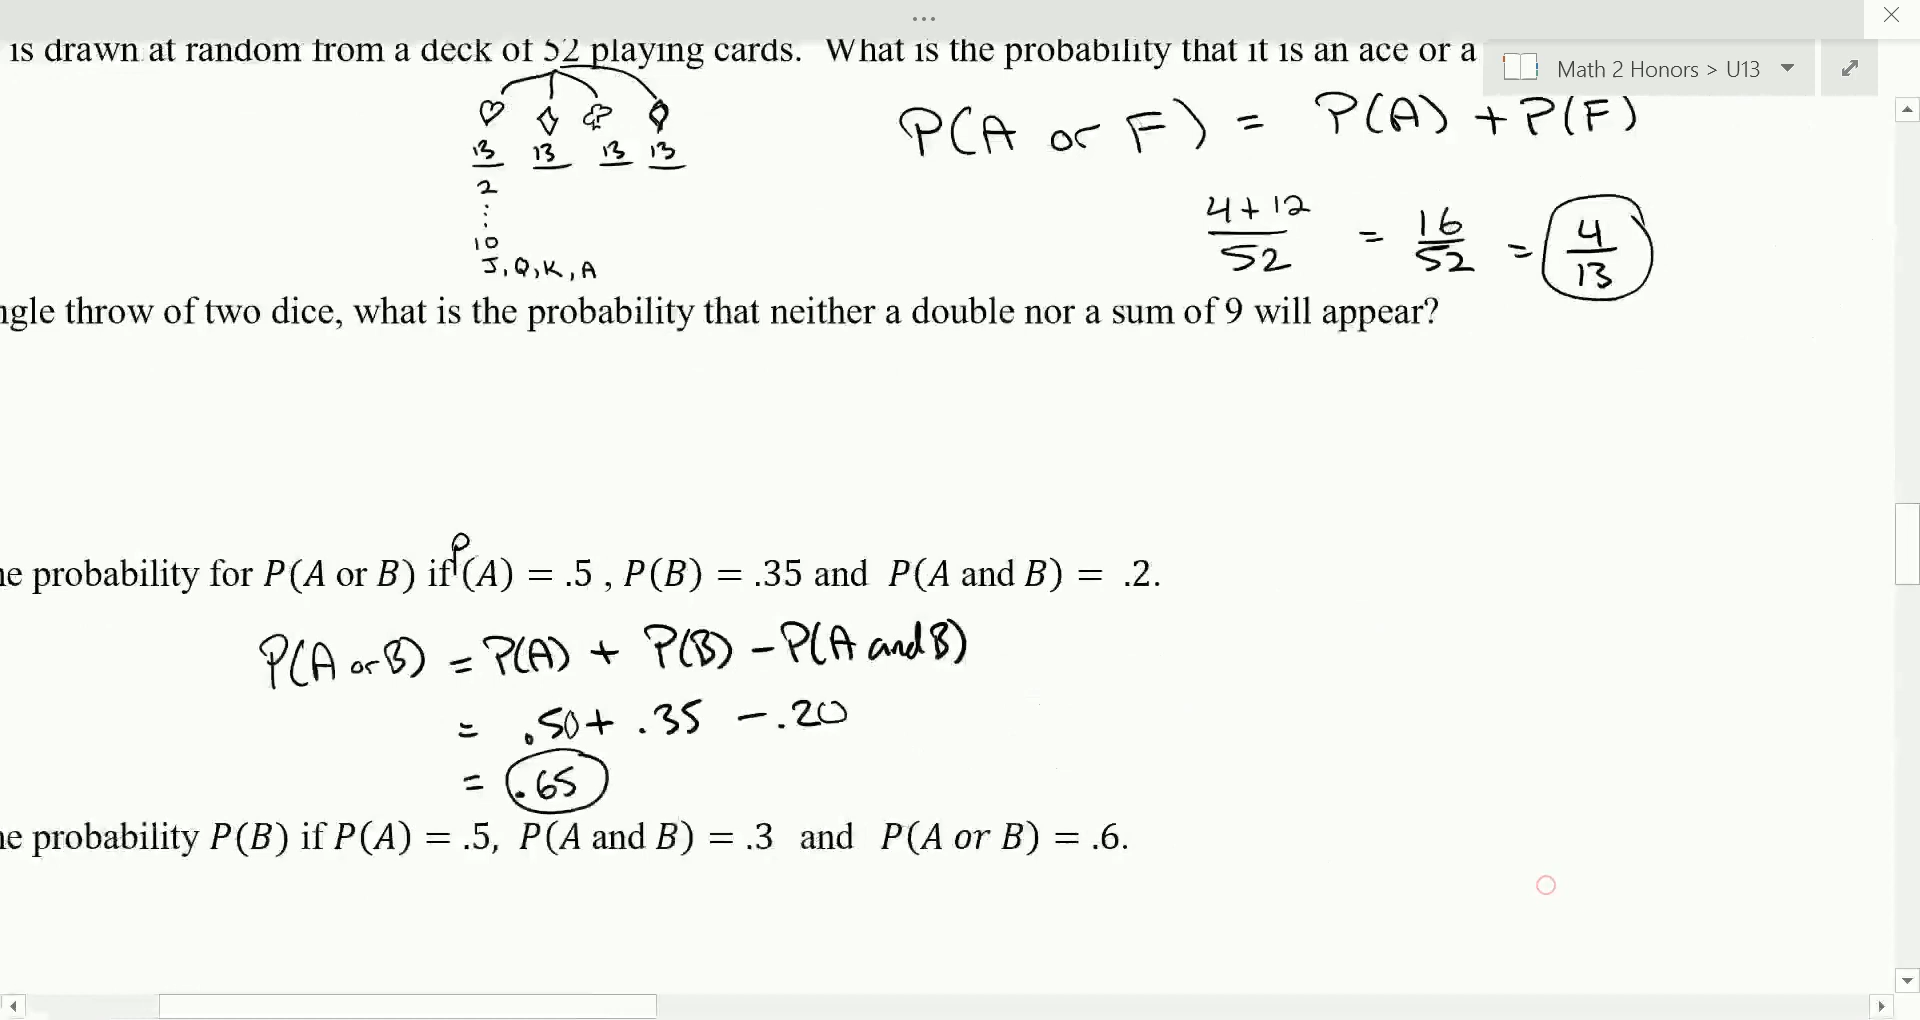 is drawn at random from a deck of 52 playing cards. What is the probability that it is an ace or a
Math 2 Honors > U13
P(A or F) = P(A) + P(F)
13 13 13 13
2
10
J, Q, K, A
4 + 12 / 52 = 16 / 52 = 4 / 13
ngle throw of two dice, what is the probability that neither a double nor a sum of 9 will appear?
e probability for P(A or B) if P(A) = .5 , P(B) = .35 and P(A and B) = .2.
P(A or B) = P(A) + P(B) - P(A and B)
= .50 + .35 - .20
= .65
e probability P(B) if P(A) = .5, P(A and B) = .3 and P(A or B) = .6.